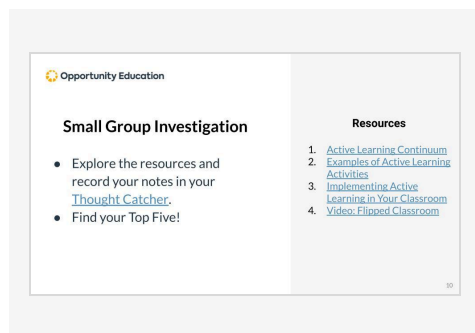 Opportunity Education
Small Group Investigation
● Explore the resources and
record your notes in your
Thought Catcher.
● Find your Top Five!
Resources
1. Active Learning Continuum
2. Examples of Active Learning
Activities
3. Implementing Active
Learning in Your Classroom
4. Video: Flipped Classroom
10